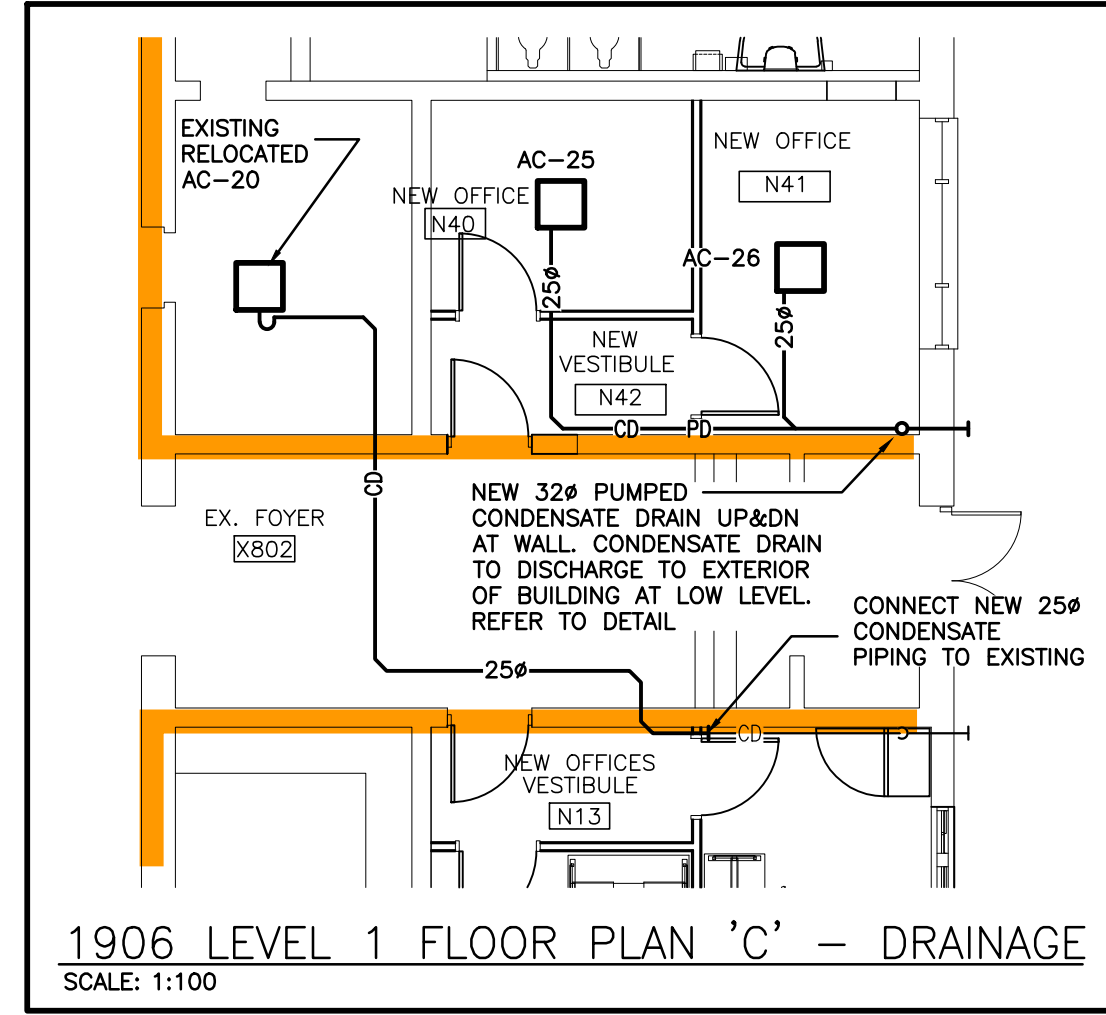 EXISTING
RELOCATED
AC-20
AC-25
NEW OFFICE
N40
NEW OFFICE
N41
AC-26
25ø
25ø
NEW
VESTIBULE
N42
CD
PD
CD
EX. FOYER
X802
NEW 32ø PUMPED
CONDENSATE DRAIN UP&DN
AT WALL. CONDENSATE DRAIN
TO DISCHARGE TO EXTERIOR
OF BUILDING AT LOW LEVEL.
REFER TO DETAIL
CONNECT NEW 25ø
CONDENSATE
PIPING TO EXISTING
25ø
CD
NEW OFFICES
VESTIBULE
N13
1906 LEVEL 1 FLOOR PLAN 'C' - DRAINAGE
SCALE: 1:100